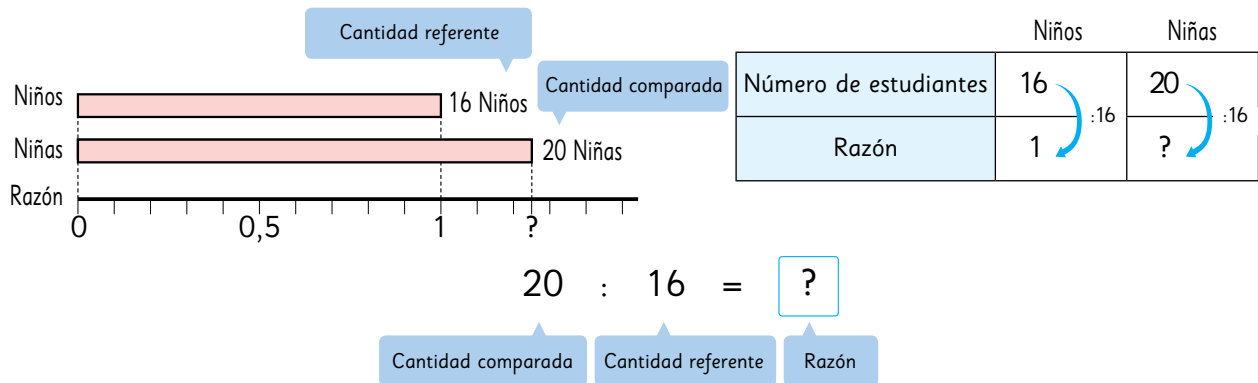 Cantidad referente
Cantidad comparada
Niños
16 Niños
Niñas
20 Niñas
Razón
0
0,5
1
?
Niños Niñas
Número de estudiantes 16 :16 20 :16
Razón 1 ?
20 : 16 = ?
Cantidad comparada Cantidad referente Razón